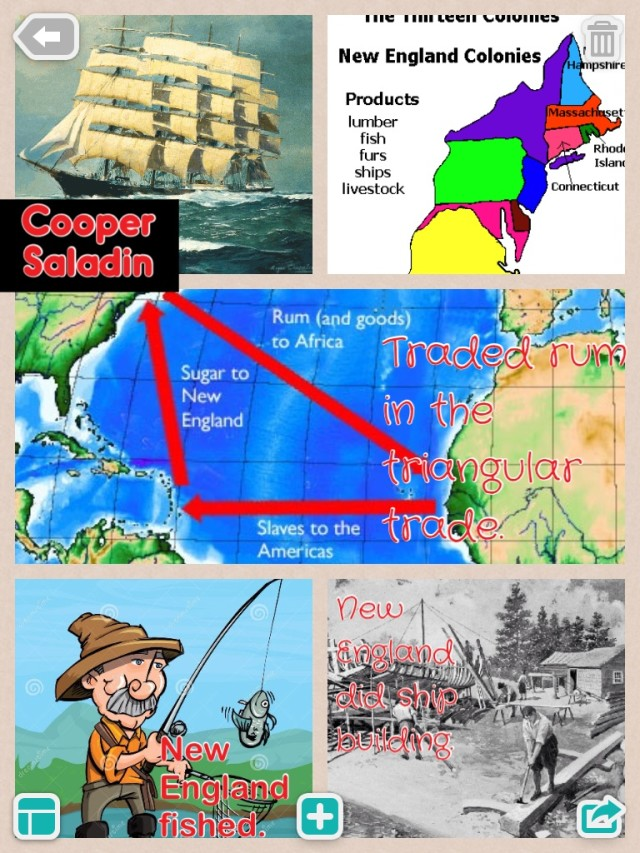 Cooper
Saladin
The Thirteen Colonies
New England Colonies
Products
lumber
fish
furs
ships
livestock
Hampshire
Massachuset
Rhode
Island
Connecticut
Rum (and goods)
to Africa
Sugar to
New
England
Slaves to the
Americas
Traded rum
in the
triangular
trade.
New
England
fished.
New
England
did ship
building.